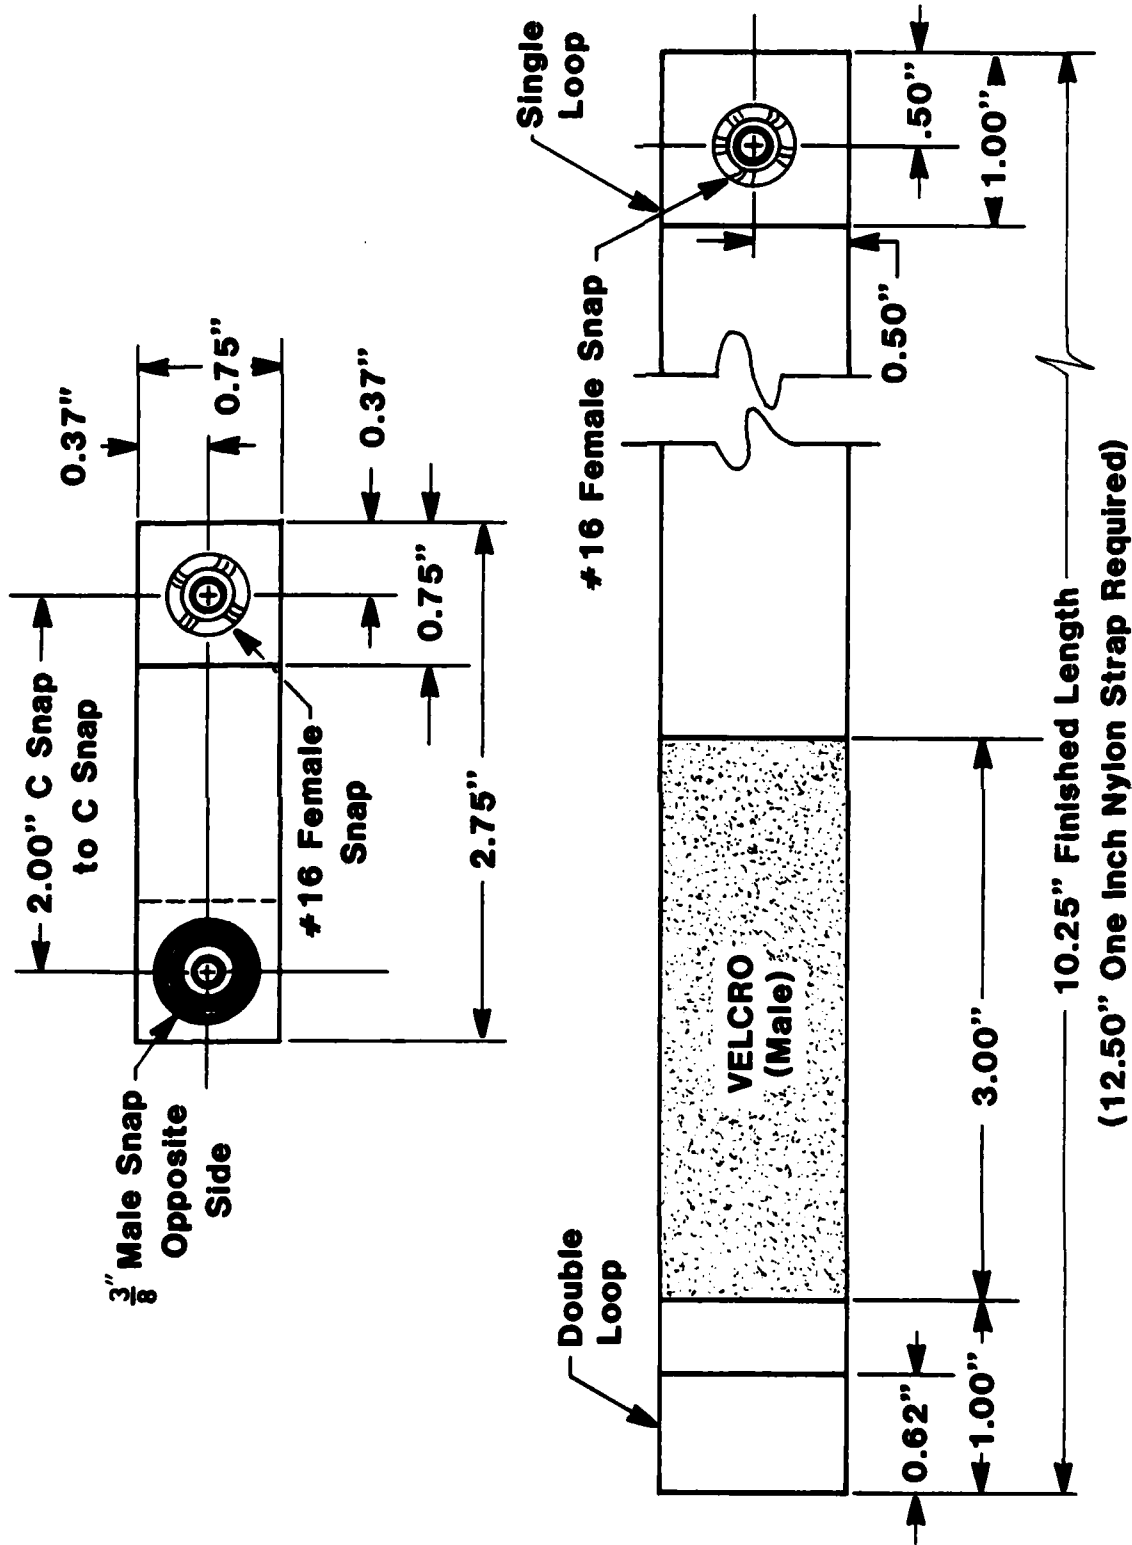 3/8” Male Snap
Opposite
Side
2.00” C Snap
to C Snap
0.37”
0.75”
#16 Female
Snap
0.37”
0.75”
2.75”
Double
Loop
#16 Female Snap
Single
Loop
VELCRO
(Male)
0.50”
.50”
0.62”
1.00”
3.00”
1.00”
10.25” Finished Length
(12.50” One Inch Nylon Strap Required)